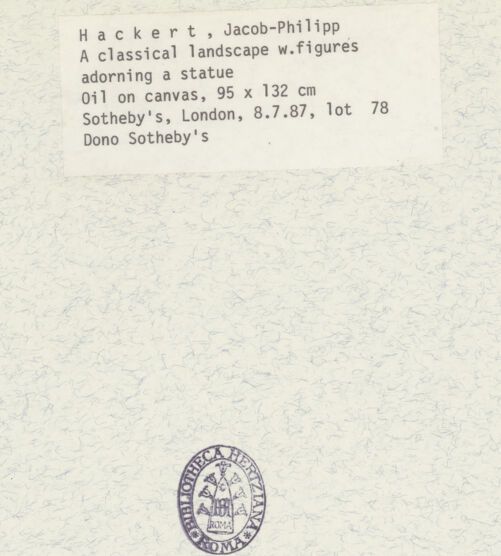 H a c k e r t , Jacob-Philipp
A classical landscape w.figures
adorning a statue
Oil on canvas, 95 x 132 cm
Sotheby's, London, 8.7.87, lot 78
Dono Sotheby's
BIBLIOTHECA HERTZIANA
ROMA
ROMA